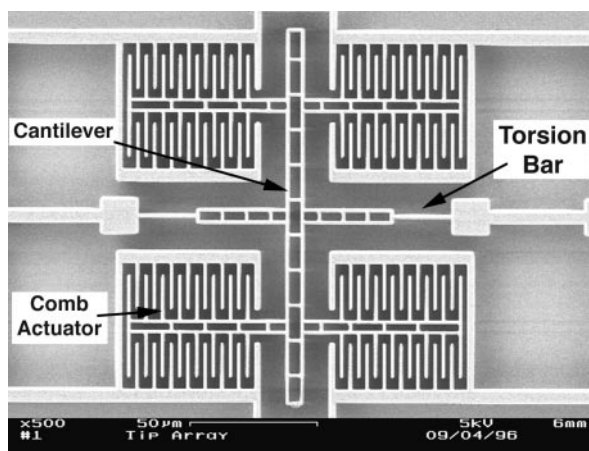 Cantilever
Torsion
Bar
Comb
Actuator
x500 50µm 5kV 6mm
#1 Tip Array 09/04/96